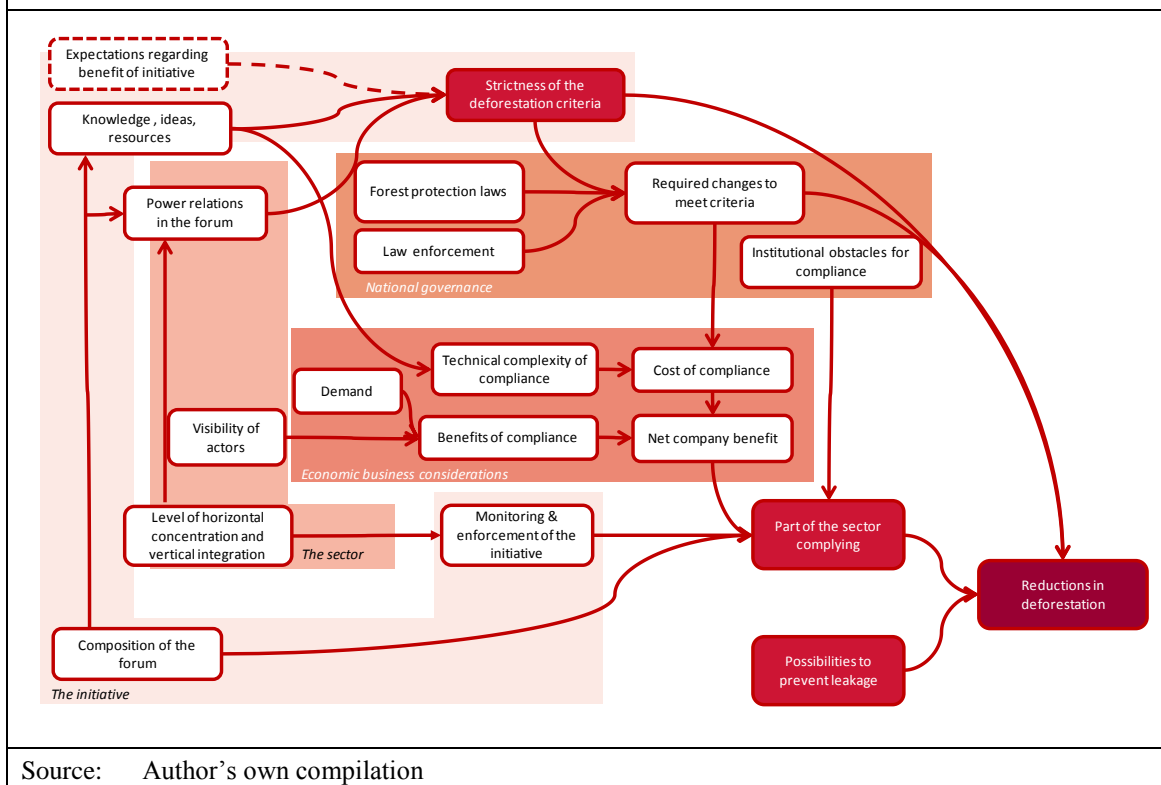 Expectations regarding
benefit of initiative
Strictness of the
deforestation criteria
Knowledge , ideas,
resources
Forest protection laws
Required changes to
meet criteria
Power relations
in the forum
Law enforcement
Institutional obstacles for
compliance
National governance
Technical complexity of
compliance
Cost of compliance
Demand
Visibility of
actors
Benefits of compliance
Net company benefit
Economic business considerations
Level of horizontal
concentration and
vertical integration
The sector
Monitoring &
enforcement of the
initiative
Part of the sector
complying
Reductions in
deforestation
Composition of the
forum
Possibilities to
prevent leakage
The initiative
Source: Author's own compilation